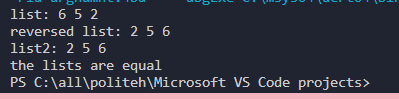 list: 6 5 2
reversed list: 2 5 6
list2: 2 5 6
the lists are equal
PS C:\all\politeh\Microsoft VS Code projects>